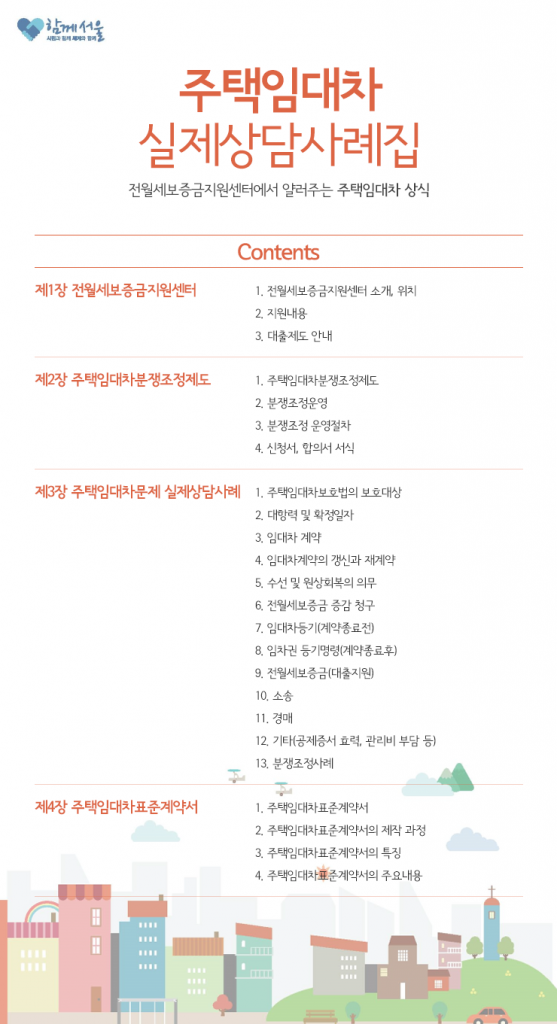 함께서울
시민과 함께 세계와 함께
주택임대차
실제상담사례집
전월세보증금지원센터에서 알려주는 주택임대차 상식
Contents
제1장 전월세보증금지원센터
1. 전월세보증금지원센터 소개, 위치
2. 지원내용
3. 대출제도 안내
제2장 주택임대차분쟁조정제도
1. 주택임대차분쟁조정제도
2. 분쟁조정운영
3. 분쟁조정 운영절차
4. 신청서, 합의서 서식
제3장 주택임대차문제 실제상담사례
1. 주택임대차보호법의 보호대상
2. 대항력 및 확정일자
3. 임대차 계약
4. 임대차계약의 갱신과 재계약
5. 수선 및 원상회복의 의무
6. 전월세보증금 증감 청구
7. 임대차등기(계약종료전)
8. 임차권 등기명령(계약종료후)
9. 전월세보증금(대출지원)
10. 소송
11. 경매
12. 기타(공제증서 효력, 관리비 부담 등)
13. 분쟁조정사례
제4장 주택임대차표준계약서
1. 주택임대차표준계약서
2. 주택임대차표준계약서의 제작 과정
3. 주택임대차표준계약서의 특징
4. 주택임대차표준계약서의 주요내용